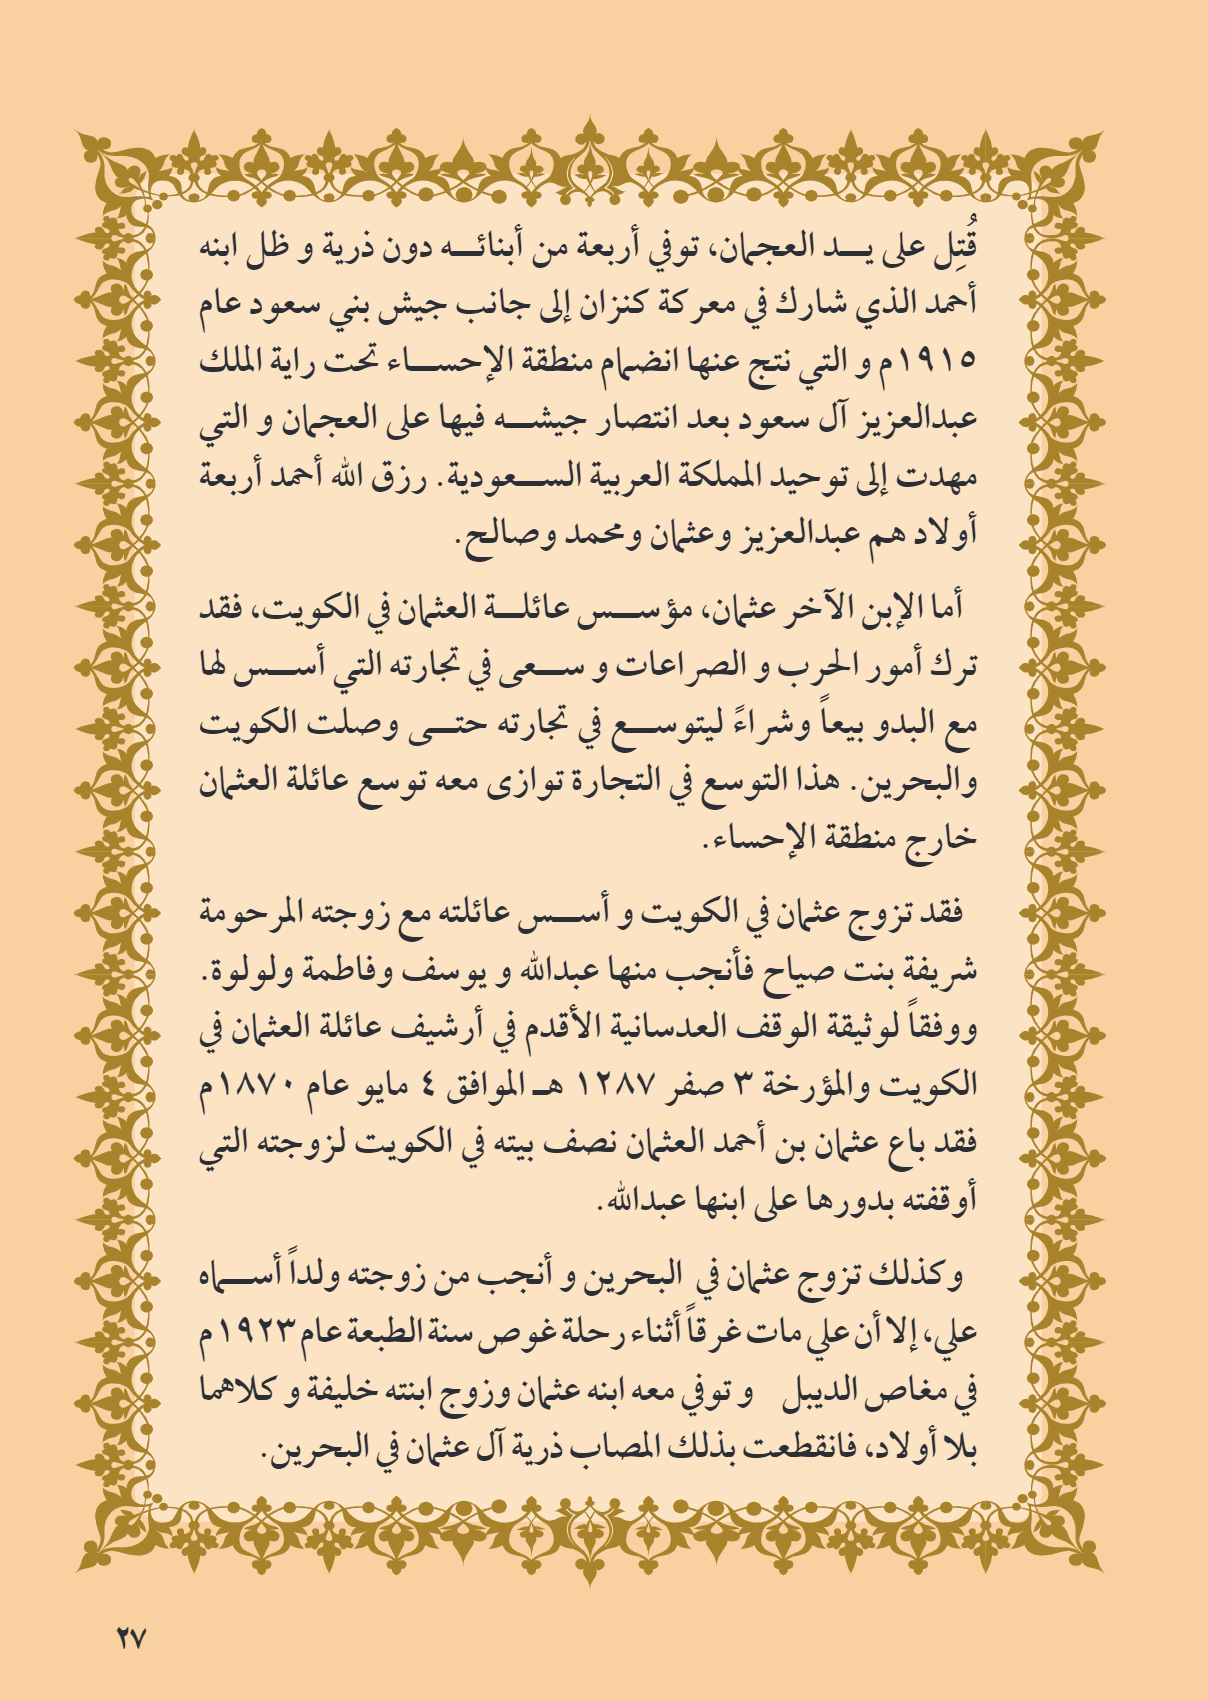 قُتِل على يد العجمان، توفي أربعة من أبنائه دون ذرية و ظل ابنه
أحمد الذي شارك في معركة كنزان إلى جانب جيش بني سعود عام
١٩١٥م و التي نتج عنها انضمام منطقة الإحساء تحت راية الملك
عبدالعزيز آل سعود بعد انتصار جيشه فيها على العجمان و التي
مهدت إلى توحيد المملكة العربية السعودية. رزق الله أحمد أربعة
أولاد هم عبدالعزيز وعثمان ومحمد وصالح.
أما الإبن الآخر عثمان، مؤسس عائلة العثمان في الكويت، فقد
ترك أمور الحرب و الصراعات و سعى في تجارته التي أسس لها
مع البدو بيعاً وشراءً ليتوسع في تجارته حتى وصلت الكويت
والبحرين. هذا التوسع في التجارة توازى معه توسع عائلة العثمان
خارج منطقة الإحساء.
فقد تزوج عثمان في الكويت و أسس عائلته مع زوجته المرحومة
شريفة بنت صياح فأنجب منها عبدالله و يوسف وفاطمة ولولوة.
ووفقاً لوثيقة الوقف العدسانية الأقدم في أرشيف عائلة العثمان في
الكويت والمؤرخة ٣ صفر ١٢٨٧ هـ الموافق ٤ مايو عام ١٨٧٠م
فقد باع عثمان بن أحمد العثمان نصف بيته في الكويت لزوجته التي
أوقفته بدورها على ابنها عبدالله.
وكذلك تزوج عثمان في البحرين و أنجب من زوجته ولداً أسماه
علي، إلا أن علي مات غرقاً أثناء رحلة غوص سنة الطبعة عام ١٩٢٣م
في مغاص الديبل و توفي معه ابنه عثمان وزوج ابنته خليفة و كلاهما
بلا أولاد، فانقطعت بذلك المصاب ذرية آل عثمان في البحرين.
٢٧